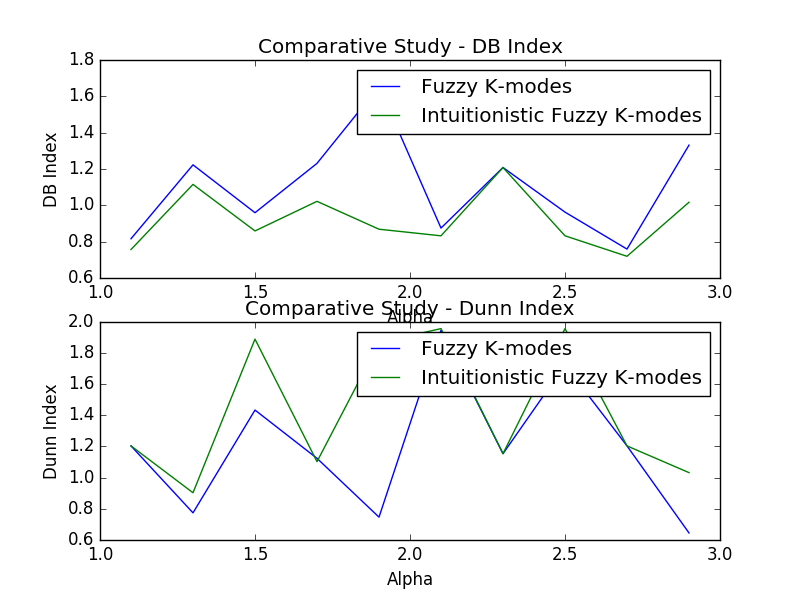 Comparative Study - DB Index
1.8
1.6
1.4
1.2
1.0
0.8
0.6
DB Index
Fuzzy K-modes
Intuitionistic Fuzzy K-modes
1.0 1.5 2.0 2.5 3.0
Alpha
Comparative Study - Dunn Index
2.0
1.8
1.6
1.4
1.2
1.0
0.8
0.6
Dunn Index
Fuzzy K-modes
Intuitionistic Fuzzy K-modes
1.0 1.5 2.0 2.5 3.0
Alpha